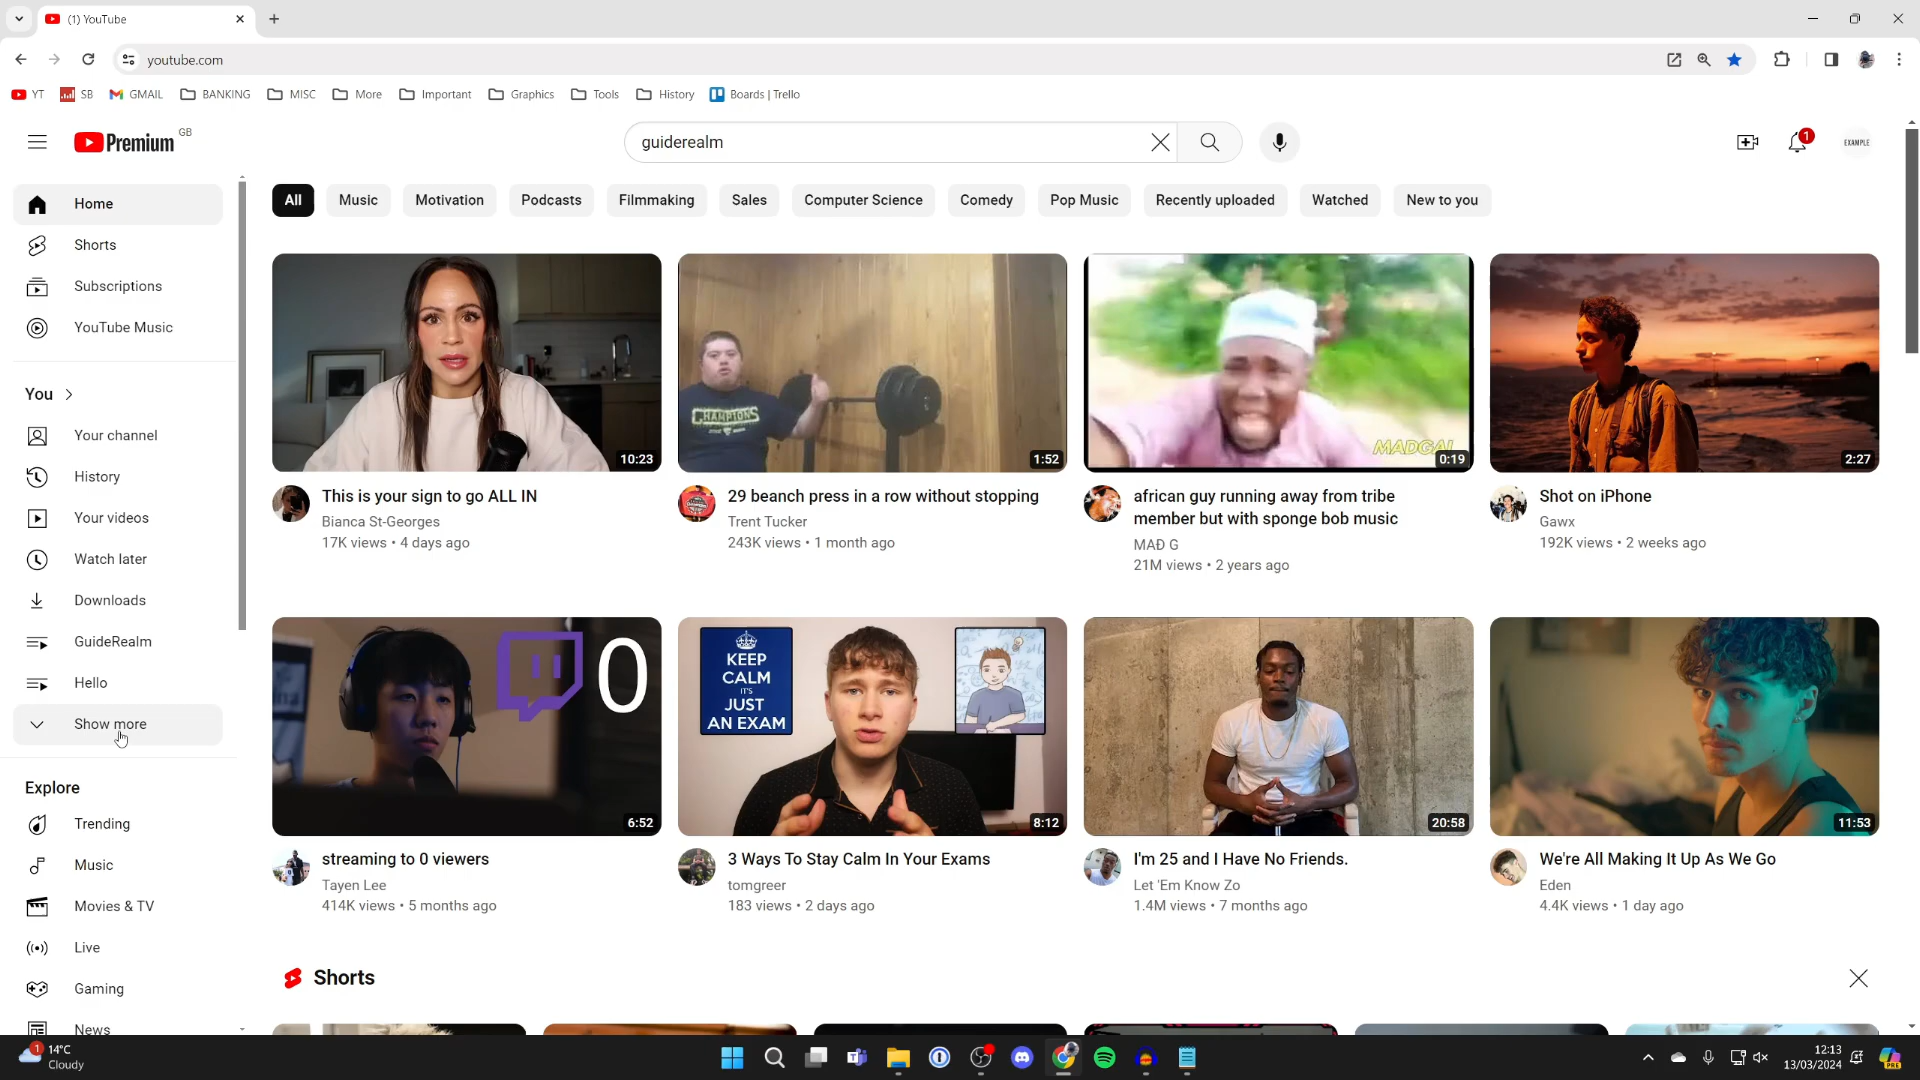 (1) YouTube
youtube.com
YT SB GMAIL BANKING MISC More Important Graphics Tools History Boards | Trello
Premium GB
guiderealm
1
EXAMPLE
Home
Shorts
Subscriptions
YouTube Music
You
Your channel
History
Your videos
Watch later
Downloads
GuideRealm
Hello
Show more
Explore
Trending
Music
Movies & TV
Live
Gaming
News
All Music Motivation Podcasts Filmmaking Sales Computer Science Comedy Pop Music Recently uploaded Watched New to you
10:23
This is your sign to go ALL IN
Bianca St-Georges
17K views • 4 days ago
CHAMPIONS
1:52
29 beanch press in a row without stopping
Trent Tucker
243K views • 1 month ago
0:19
african guy running away from tribe
member but with sponge bob music
MAĐ G
21M views • 2 years ago
2:27
Shot on iPhone
Gawx
192K views • 2 weeks ago
0
6:52
streaming to 0 viewers
Tayen Lee
414K views • 5 months ago
KEEP
CALM
IT'S
JUST
AN EXAM
8:12
3 Ways To Stay Calm In Your Exams
tomgreer
183 views • 2 days ago
20:58
I'm 25 and I Have No Friends.
Let 'Em Know Zo
1.4M views • 7 months ago
11:53
We're All Making It Up As We Go
Eden
4.4K views • 1 day ago
Shorts
1
14°C
Cloudy
12:13
13/03/2024
PRE